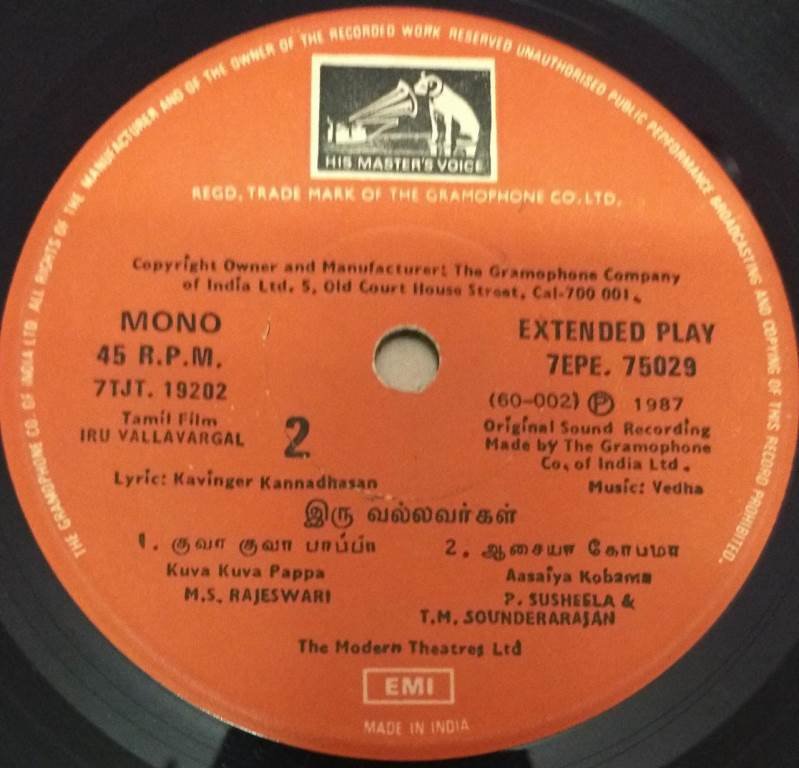 THE GRAMOPHONE CO. OF INDIA LTD. ALL RIGHTS OF THE MANUFACTURER AND OF THE OWNER OF THE RECORDED WORK RESERVED UNAUTHORISED PUBLIC PERFORMANCE BROADCASTING AND COPYING OF THIS RECORD PROHIBITED.
HIS MASTER'S VOICE
REGD. TRADE MARK OF THE GRAMOPHONE CO. LTD.
Copyright Owner and Manufacturer: The Gramophone Company
of India Ltd. 5, Old Court House Street, Cal-700 001.
MONO
45 R.P.M.
7TJT. 19202
Tamil Film
IRU VALLAVARGAL
2
EXTENDED PLAY
7EPE. 75029
(60-002) Ⓟ 1987
Original Sound Recording
Made by The Gramophone
Co. of India Ltd.
Lyric: Kavinger Kannadhasan
Music: Vedha
இரு வல்லவர்கள்
1. குவா குவா பாப்பா
Kuva Kuva Pappa
M.S. RAJESWARI
2. ஆசையா கோபமா
Aasaiya Kobama
P. SUSHEELA &
T.M. SOUNDERARAJAN
The Modern Theatres Ltd
EMI
MADE IN INDIA